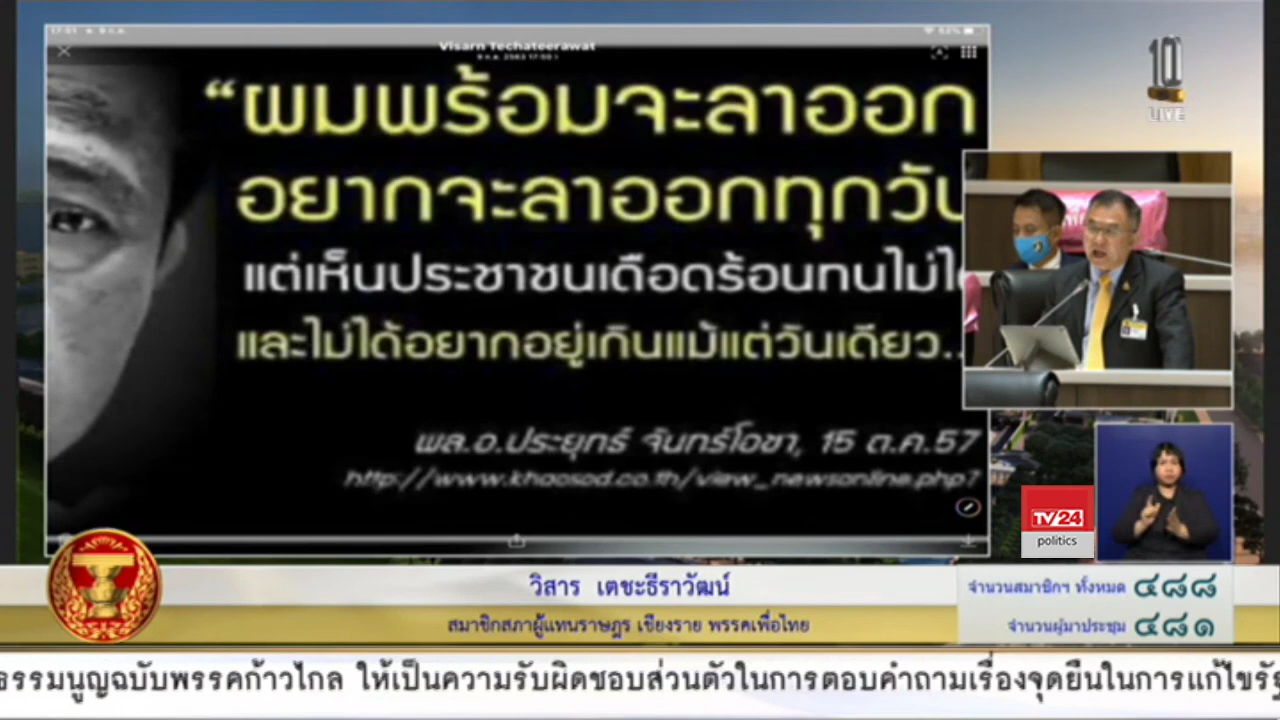 17:51
52%
Visarn Techateerawat
“ผมพร้อมจะลาออก
อยากจะลาออกทุกวัน
แต่เห็นประชาชนเดือดร้อนทนไม่ได้
และไม่ได้อยากอยู่เกินแม้แต่วันเดียว..
พล.อ.ประยุทธ์ จันทร์โอชา, 15 ต.ค.57
http://www.khaosod.co.th/view_newsonline.php?
10
LIVE
TV24
politics
วิสาร เตชะธีราวัฒน์
สมาชิกสภาผู้แทนราษฎร เชียงราย พรรคเพื่อไทย
จำนวนสมาชิกฯ ทั้งหมด ๔๘๘
จำนวนผู้มาประชุม ๔๘๑
ธรรมนูญฉบับพรรคก้าวไกล ให้เป็นความรับผิดชอบส่วนตัวในการตอบคำถามเรื่องจุดยืนในการแก้ไขรัฐ